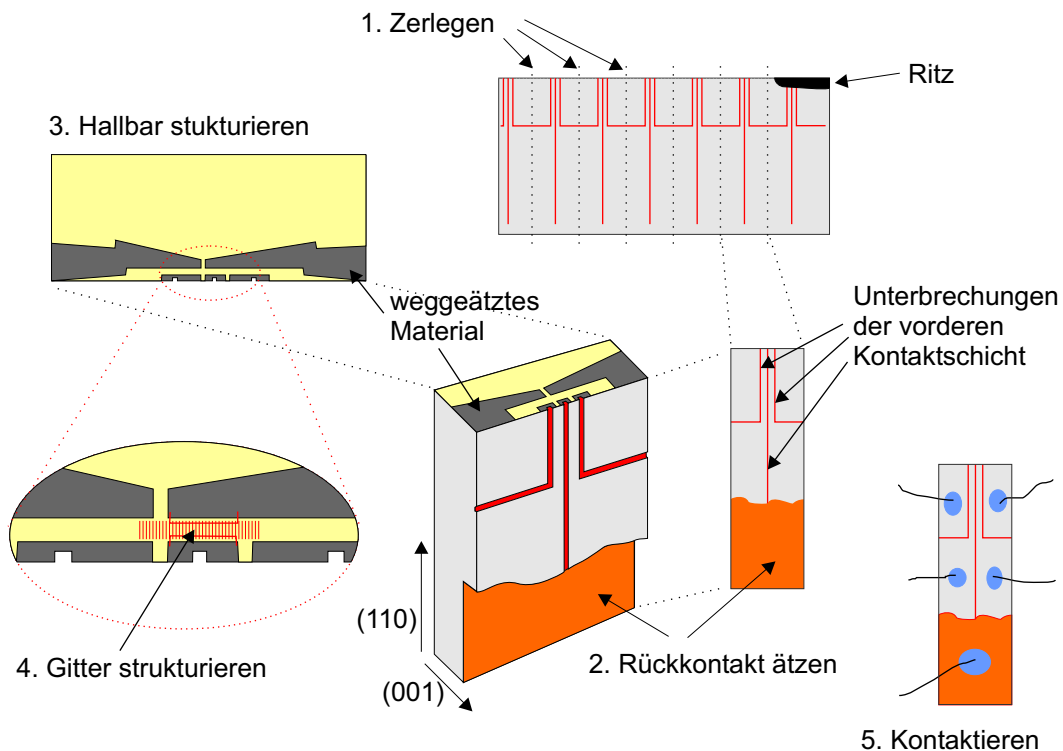 1. Zerlegen
Ritz
3. Hallbar stukturieren
weggeätztes
Material
Unterbrechungen
der vorderen
Kontaktschicht
(110)
(001)
4. Gitter strukturieren
2. Rückkontakt ätzen
5. Kontaktieren